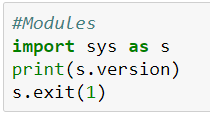 #Modules
import sys as s
print(s.version)
s.exit(1)